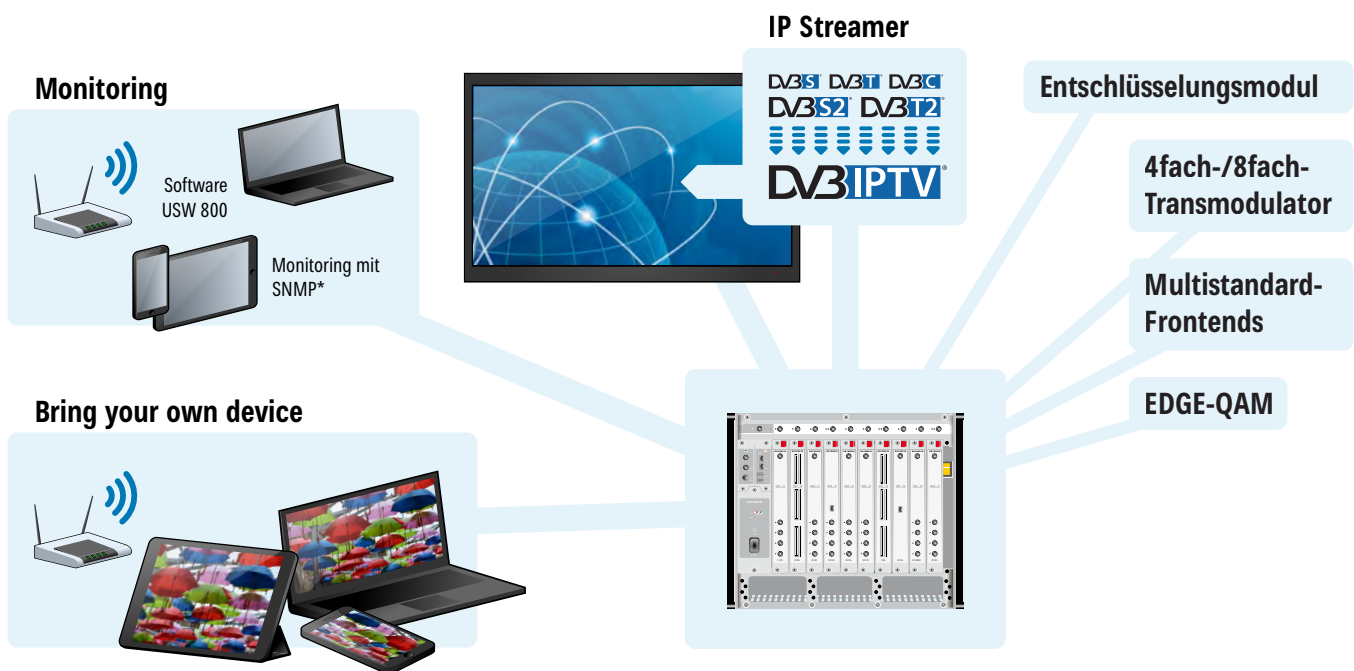 IP Streamer
Monitoring
DVB S DVB T DVB C
DVB S2 DVB T2
DVB IPTV
Software
USW 800
Monitoring mit
SNMP*
Entschlüsselungsmodul
4fach-/8fach-
Transmodulator
Multistandard-
Frontends
EDGE-QAM
Bring your own device